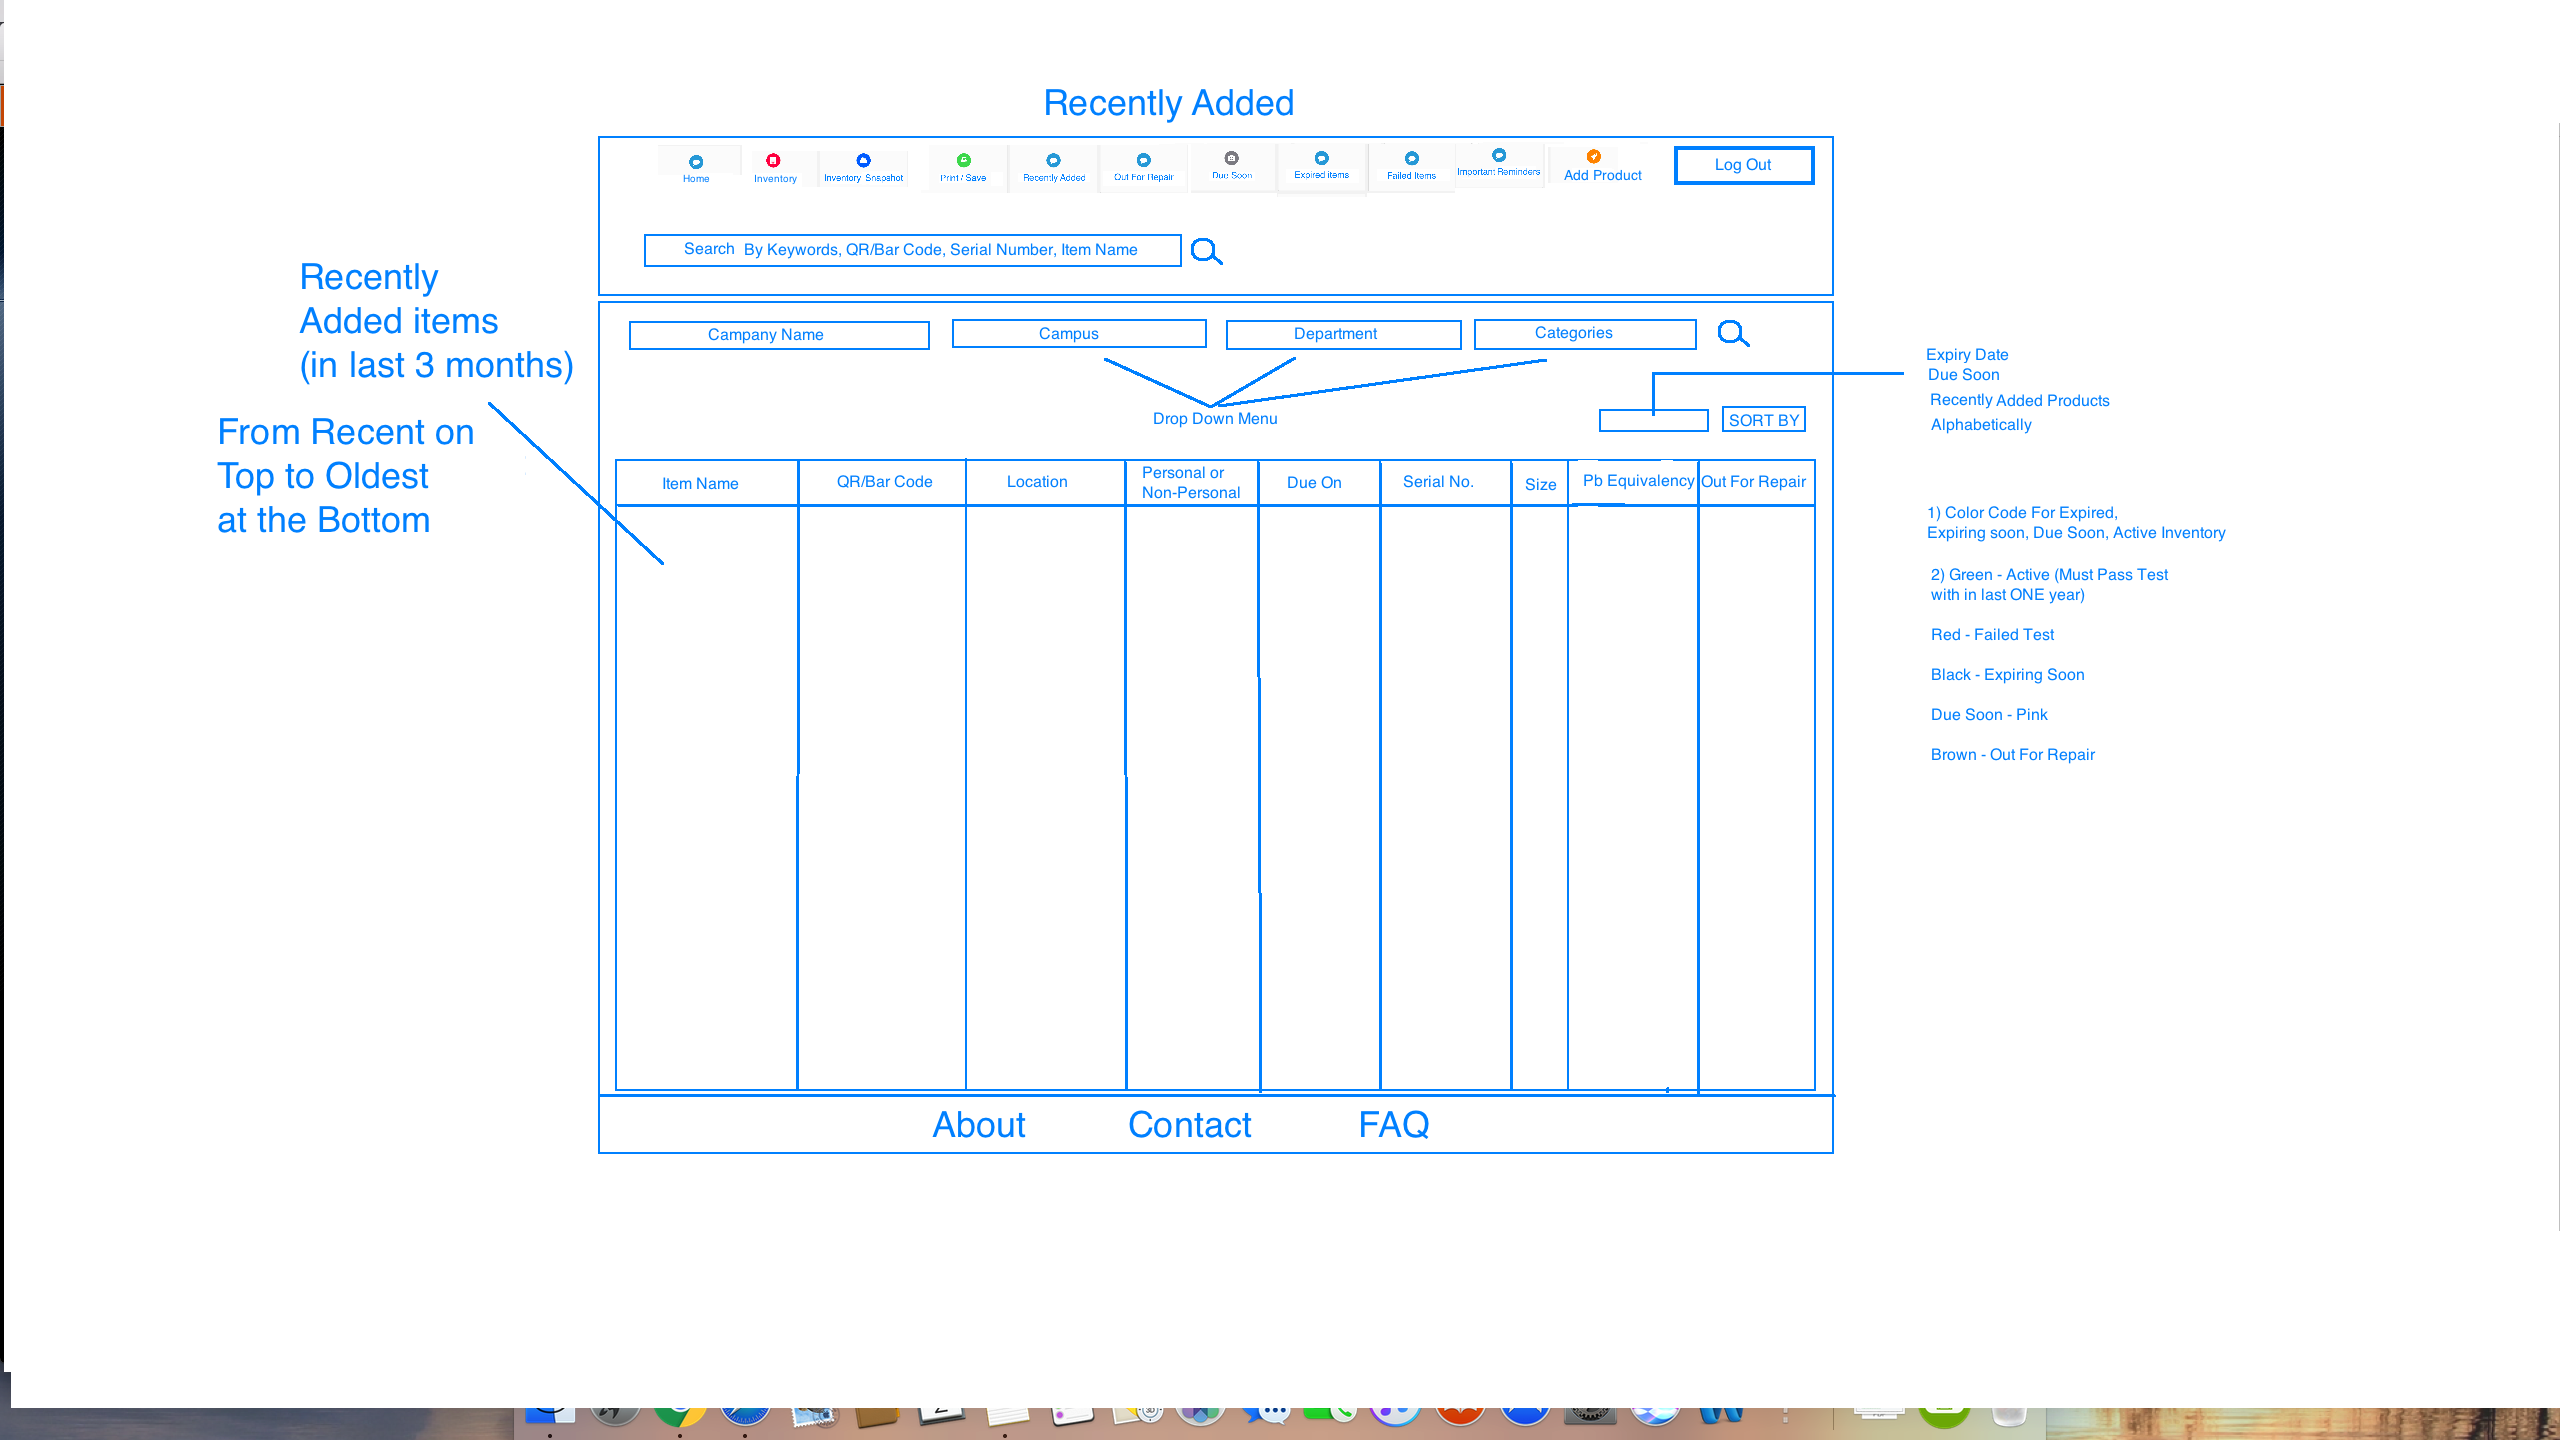 Recently Added
Home
Inventory
Inventory Snapshot
Print / Save
Recently Added
Out For Repair
Due Soon
Expired items
Failed Items
Important Reminders
Add Product
Log Out
Search By Keywords, QR/Bar Code, Serial Number, Item Name
Recently
Added items
(in last 3 months)
From Recent on
Top to Oldest
at the Bottom
Campany Name
Campus
Department
Categories
Drop Down Menu
SORT BY
Expiry Date
Due Soon
Recently Added Products
Alphabetically
Item Name
QR/Bar Code
Location
Personal or
Non-Personal
Due On
Serial No.
Size
Pb Equivalency
Out For Repair
1) Color Code For Expired,
Expiring soon, Due Soon, Active Inventory
2) Green - Active (Must Pass Test
with in last ONE year)
Red - Failed Test
Black - Expiring Soon
Due Soon - Pink
Brown - Out For Repair
About
Contact
FAQ